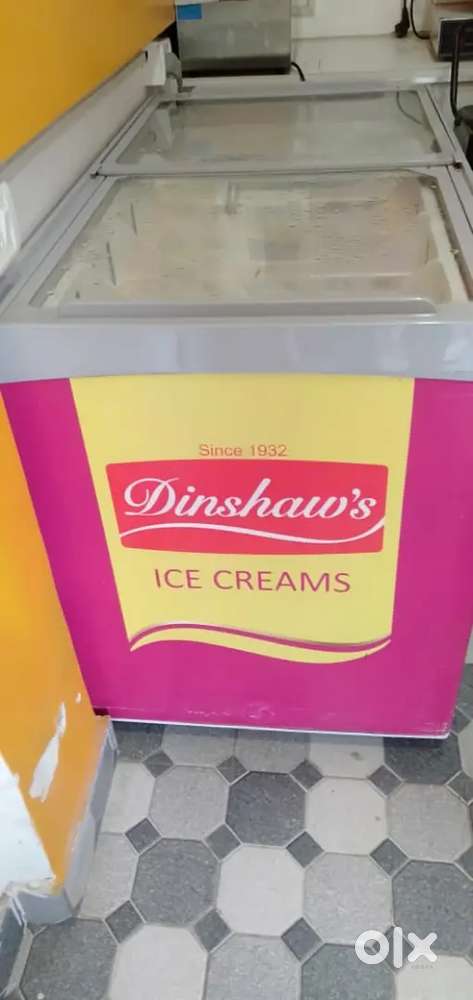 Since 1932
Dinshaw's
ICE CREAMS
olx